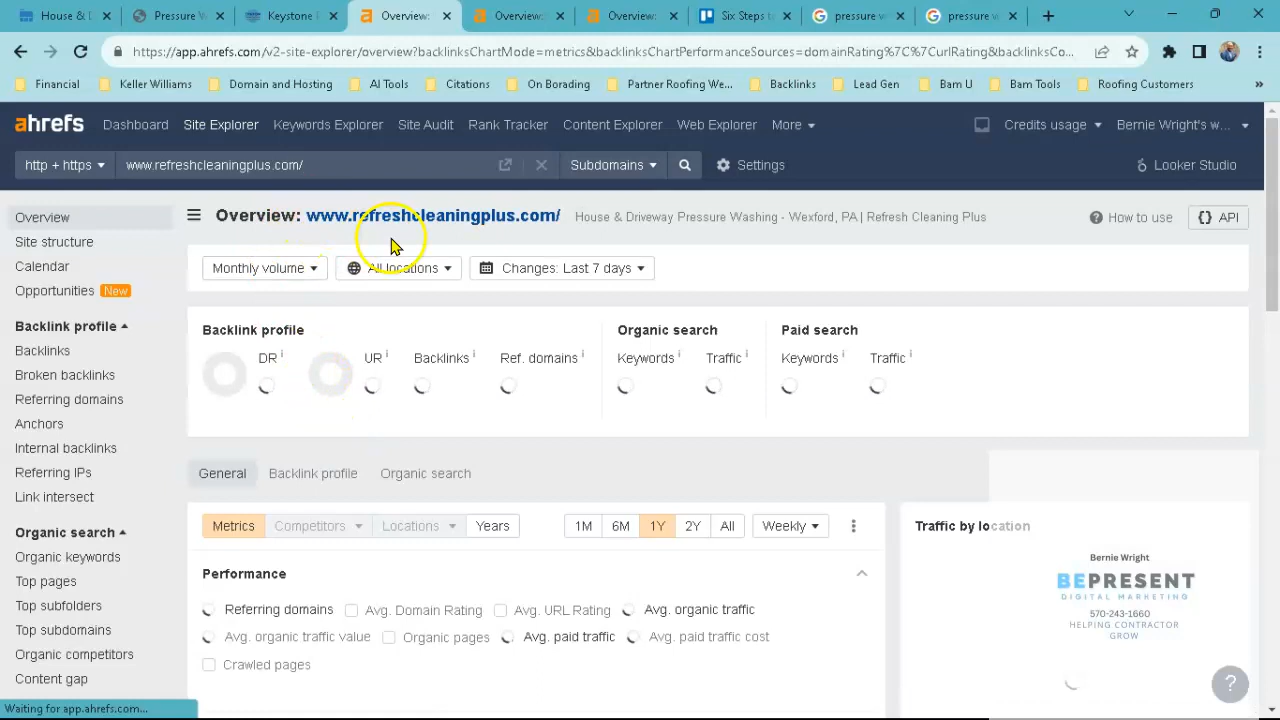 Home | L
Pressure W
Keystone i
Overview:
Overview:
Overview:
Six Steps t
pressure w
pressure v
https://app.ahrefs.com/v2-site-explorer/overview?backlinksChartMode=metrics&backlinksChartPerformanceSources=domainRating%7C%7CurlRating&backlinksCo...
Financial
Keller Williams
Domain and Hosting
AI Tools
Citations
On Borading
Partner Roofing We...
Backlinks
Lead Gen
Bam U
Bam Tools
Roofing Customers
ahrefs
Dashboard
Site Explorer
Keywords Explorer
Site Audit
Rank Tracker
Content Explorer
Web Explorer
More
Credits usage
Bernie Wright's w...
http + https
www.refreshcleaningplus.com/
Subdomains
Settings
Looker Studio
Overview
Site structure
Calendar
Opportunities New
Backlink profile
Backlinks
Broken backlinks
Referring domains
Anchors
Internal backlinks
Referring IPs
Link intersect
Organic search
Organic keywords
Top pages
Top subfolders
Top subdomains
Organic competitors
Content gap
Overview: www.refreshcleaningplus.com/
House & Driveway Pressure Washing - Wexford, PA | Refresh Cleaning Plus
How to use
{} API
Monthly volume
All locations
Changes: Last 7 days
Backlink profile
DR
UR
Backlinks
Ref. domains
Organic search
Keywords
Traffic
Paid search
Keywords
Traffic
General
Backlink profile
Organic search
Metrics
Competitors
Locations
Years
1M
6M
1Y
2Y
All
Weekly
Performance
Referring domains
Avg. Domain Rating
Avg. URL Rating
Avg. organic traffic
Avg. organic traffic value
Organic pages
Avg. paid traffic
Avg. paid traffic cost
Crawled pages
Traffic by location
Bernie Wright
BEPRESENT
DIGITAL MARKETING
570-243-1660
HELPING CONTRACTOR
GROW
?
Waiting for app.ahrefs.com...